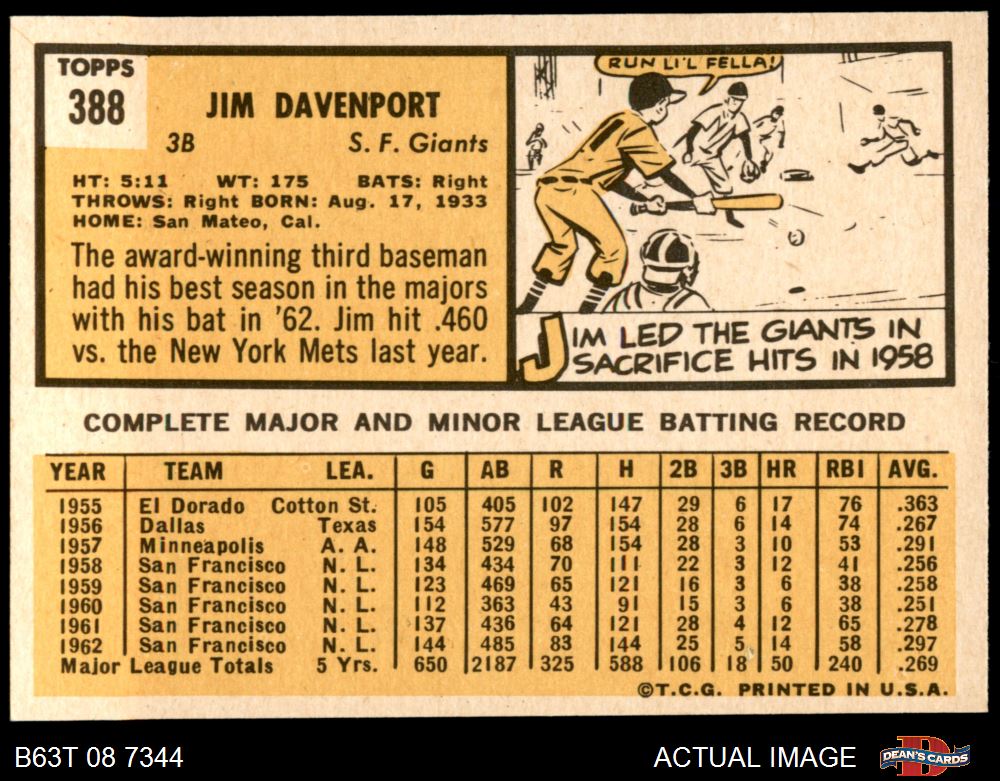 TOPPS
388
JIM DAVENPORT
3B S. F. Giants
HT: 5:11 WT: 175 BATS: Right
THROWS: Right BORN: Aug. 17, 1933
HOME: San Mateo, Cal.
The award-winning third baseman
had his best season in the majors
with his bat in '62. Jim hit .460
vs. the New York Mets last year.
RUN LI'L FELLA!
1
JIM LED THE GIANTS IN
SACRIFICE HITS IN 1958
COMPLETE MAJOR AND MINOR LEAGUE BATTING RECORD
YEAR TEAM LEA. G AB R H 2B 3B HR RBI AVG.
1955 El Dorado Cotton St. 105 405 102 147 29 6 17 76 .363
1956 Dallas Texas 154 577 97 154 28 6 14 74 .267
1957 Minneapolis A. A. 148 529 68 154 28 3 10 53 .291
1958 San Francisco N. L. 134 434 70 111 22 3 12 41 .256
1959 San Francisco N. L. 123 469 65 121 16 3 6 38 .258
1960 San Francisco N. L. 112 363 43 91 15 3 6 38 .251
1961 San Francisco N. L. 137 436 64 121 28 4 12 65 .278
1962 San Francisco N. L. 144 485 83 144 25 5 14 58 .297
Major League Totals 5 Yrs. 650 2187 325 588 106 18 50 240 .269
©T.C.G. PRINTED IN U.S.A.
B63T 08 7344 ACTUAL IMAGE DEAN'S CARDS